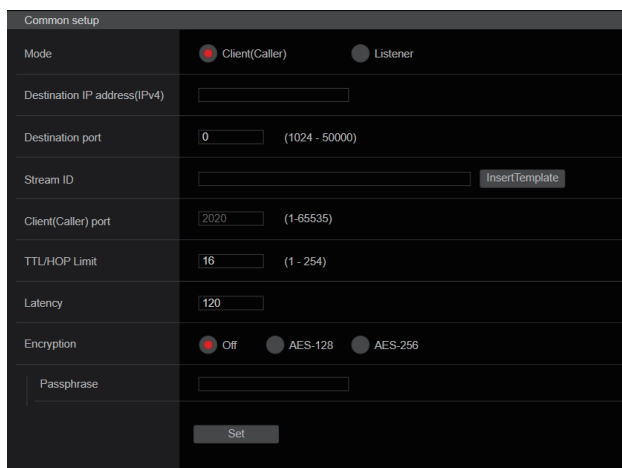 Common setup
Mode Client(Caller) Listener
Destination IP address(IPv4)
Destination port 0 (1024 - 50000)
Stream ID InsertTemplate
Client(Caller) port 2020 (1-65535)
TTL/HOP Limit 16 (1 - 254)
Latency 120
Encryption Off AES-128 AES-256
Passphrase
Set